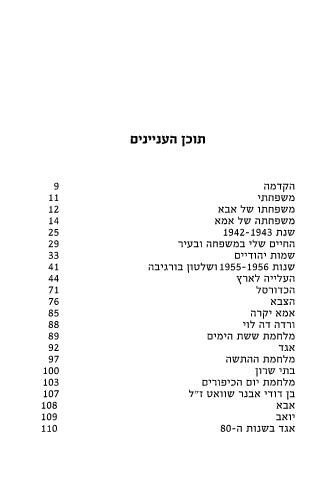 תוכן העניינים
הקדמה 9
משפחתי 11
משפחתו של אבא 12
משפחתה של אמא 14
שנת 1942-1943 25
החיים שלי במשפחה ובעיר 29
שמות יהודיים 33
שנות 1955-1956 ושלטון בורגיבה 41
העלייה לארץ 44
הכדורסל 71
הצבא 76
אמא יקרה 85
ורדה דה לוי 88
מלחמת ששת הימים 89
אגד 92
מלחמת ההתשה 97
בתי שרון 100
מלחמת יום הכיפורים 103
בן דודי אבנר שוואט ז"ל 107
אבא 108
יואב 109
אגד בשנות ה-80 110